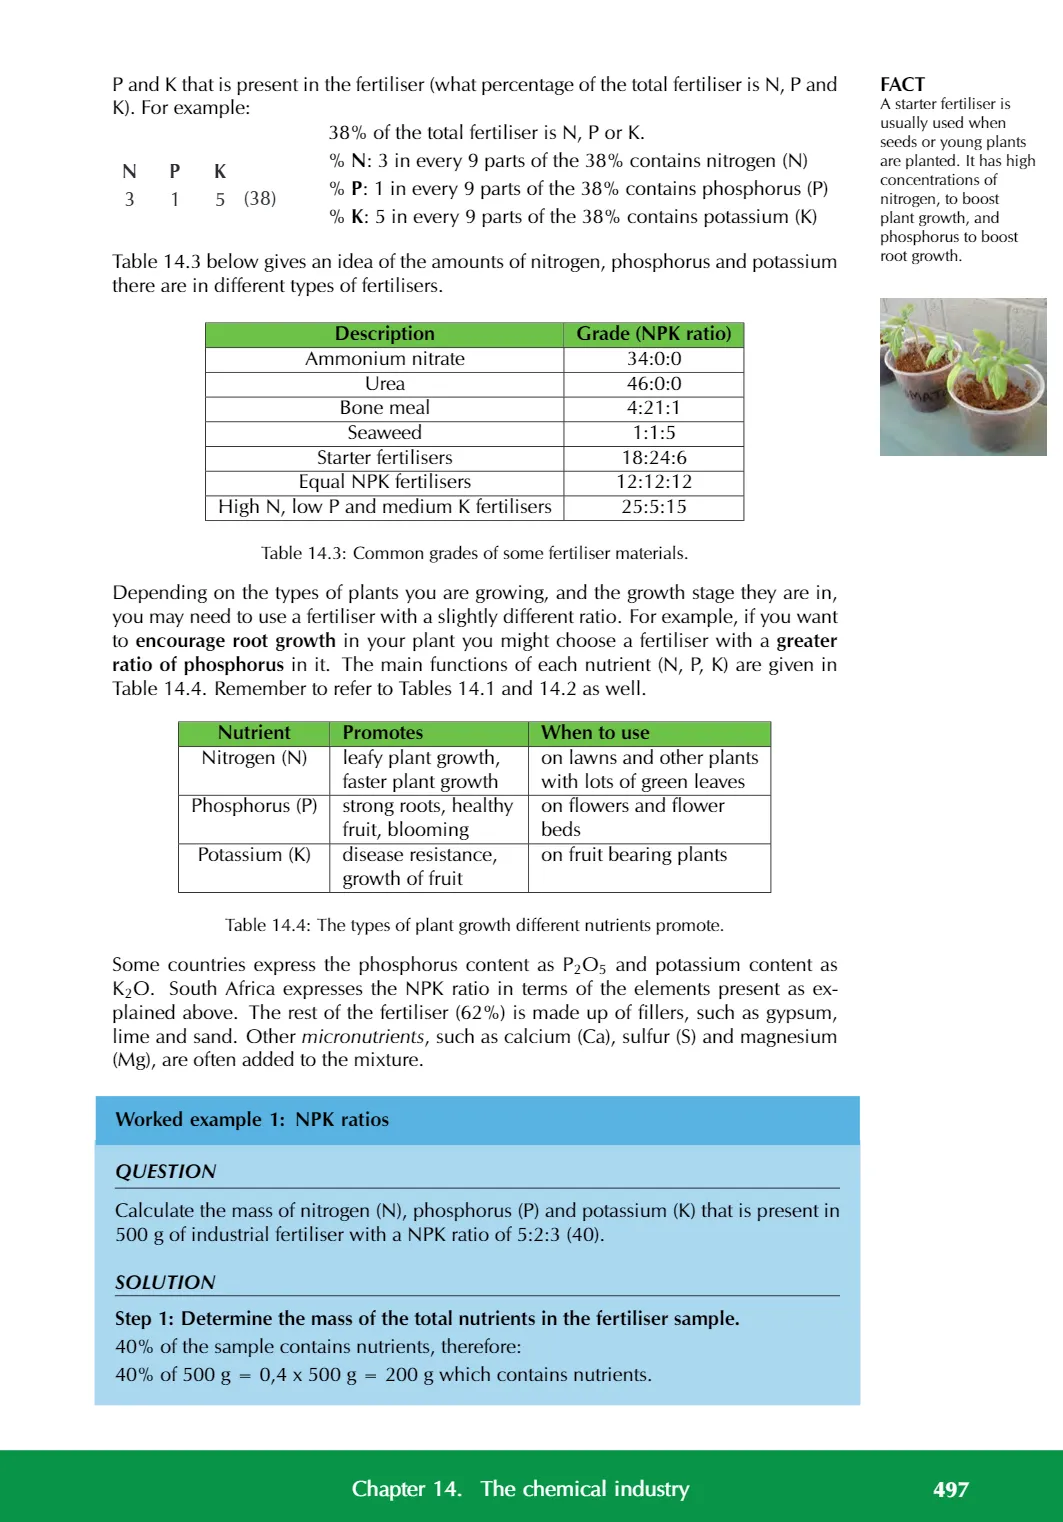 P and K that is present in the fertiliser (what percentage of the total fertiliser is N, P and
K). For example:
38% of the total fertiliser is N, P or K.
N P K
3 1 5 (38)
% N: 3 in every 9 parts of the 38% contains nitrogen (N)
% P: 1 in every 9 parts of the 38% contains phosphorus (P)
% K: 5 in every 9 parts of the 38% contains potassium (K)
Table 14.3 below gives an idea of the amounts of nitrogen, phosphorus and potassium
there are in different types of fertilisers.
Description Grade (NPK ratio)
Ammonium nitrate 34:0:0
Urea 46:0:0
Bone meal 4:21:1
Seaweed 1:1:5
Starter fertilisers 18:24:6
Equal NPK fertilisers 12:12:12
High N, low P and medium K fertilisers 25:5:15
Table 14.3: Common grades of some fertiliser materials.
Depending on the types of plants you are growing, and the growth stage they are in,
you may need to use a fertiliser with a slightly different ratio. For example, if you want
to encourage root growth in your plant you might choose a fertiliser with a greater
ratio of phosphorus in it. The main functions of each nutrient (N, P, K) are given in
Table 14.4. Remember to refer to Tables 14.1 and 14.2 as well.
Nutrient Promotes When to use
Nitrogen (N) leafy plant growth, on lawns and other plants
faster plant growth with lots of green leaves
Phosphorus (P) strong roots, healthy on flowers and flower
fruit, blooming beds
Potassium (K) disease resistance, on fruit bearing plants
growth of fruit
Table 14.4: The types of plant growth different nutrients promote.
Some countries express the phosphorus content as P₂O₅ and potassium content as
K₂O. South Africa expresses the NPK ratio in terms of the elements present as ex-
plained above. The rest of the fertiliser (62%) is made up of fillers, such as gypsum,
lime and sand. Other micronutrients, such as calcium (Ca), sulfur (S) and magnesium
(Mg), are often added to the mixture.
Worked example 1: NPK ratios
QUESTION
Calculate the mass of nitrogen (N), phosphorus (P) and potassium (K) that is present in
500 g of industrial fertiliser with a NPK ratio of 5:2:3 (40).
SOLUTION
Step 1: Determine the mass of the total nutrients in the fertiliser sample.
40% of the sample contains nutrients, therefore:
40% of 500 g = 0,4 x 500 g = 200 g which contains nutrients.
FACT
A starter fertiliser is
usually used when
seeds or young plants
are planted. It has high
concentrations of
nitrogen, to boost
plant growth, and
phosphorus to boost
root growth.
Chapter 14. The chemical industry 497